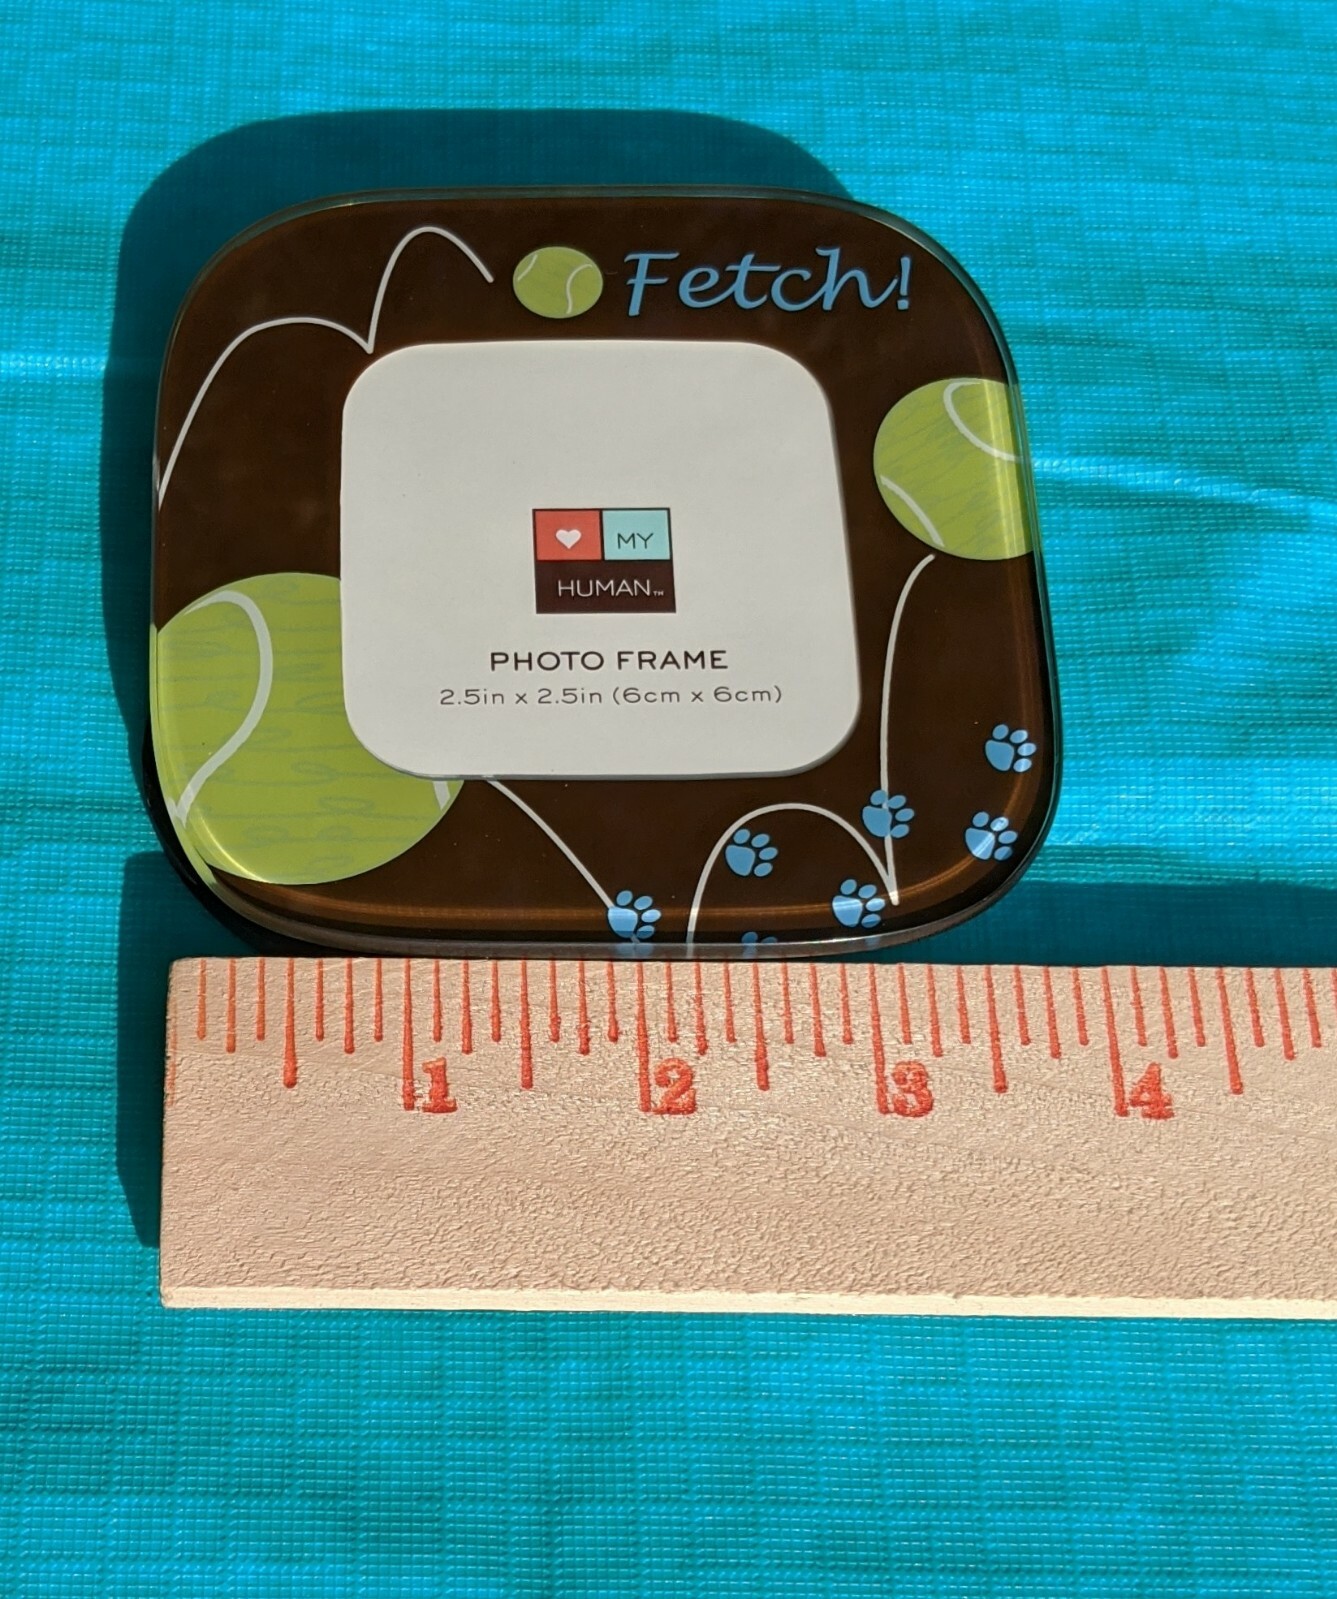 Fetch!
MY
HUMAN™
PHOTO FRAME
2.5in x 2.5in (6cm x 6cm)
1 2 3 4